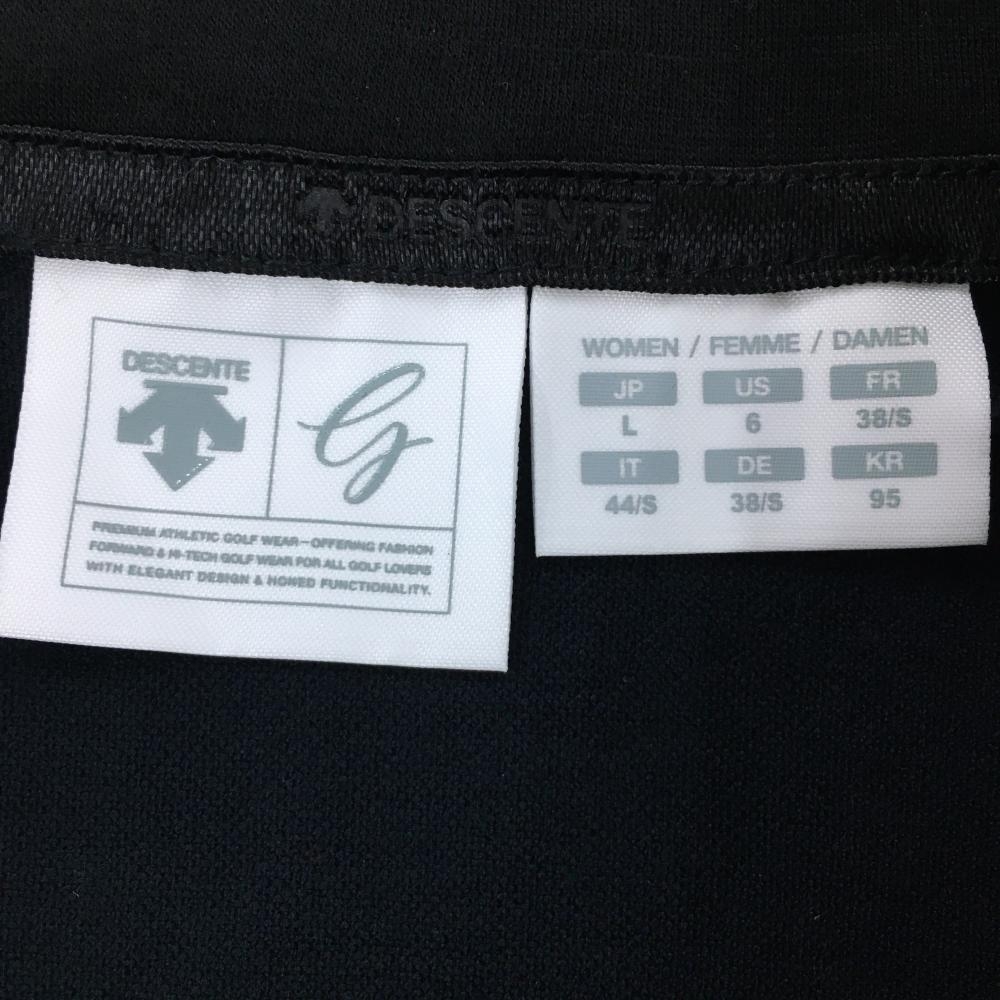 DESCENTE
DESCENTE
PREMIUM ATHLETIC GOLF WEAR—OFFERING FASHION
FORWARD & HI-TECH GOLF WEAR FOR ALL GOLF LOVERS
WITH ELEGANT DESIGN & HONED FUNCTIONALITY.
WOMEN / FEMME / DAMEN
JP US FR
L 6 38/S
IT DE KR
44/S 38/S 95